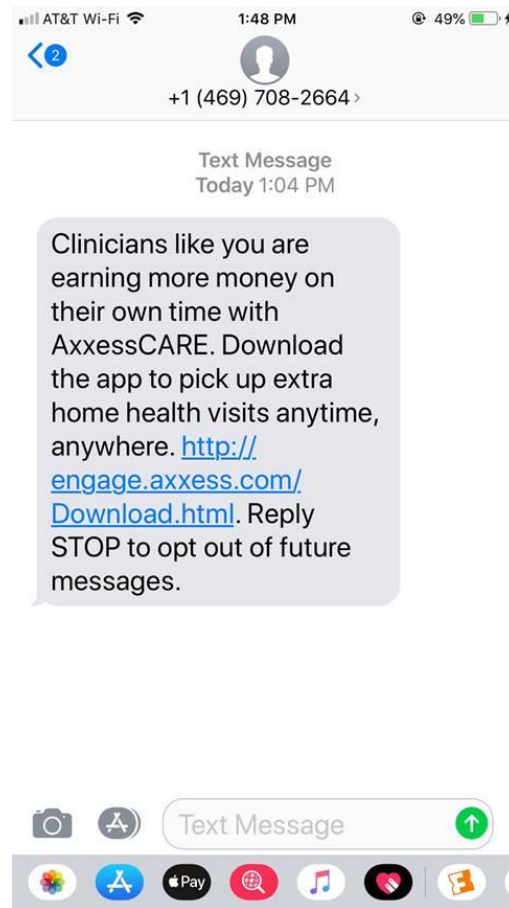 AT&T Wi-Fi 1:48 PM 49%
2
+1 (469) 708-2664
Text Message
Today 1:04 PM
Clinicians like you are
earning more money on
their own time with
AxxessCARE. Download
the app to pick up extra
home health visits anytime,
anywhere. http://
engage.axxess.com/
Download.html. Reply
STOP to opt out of future
messages.
Text Message
Pay